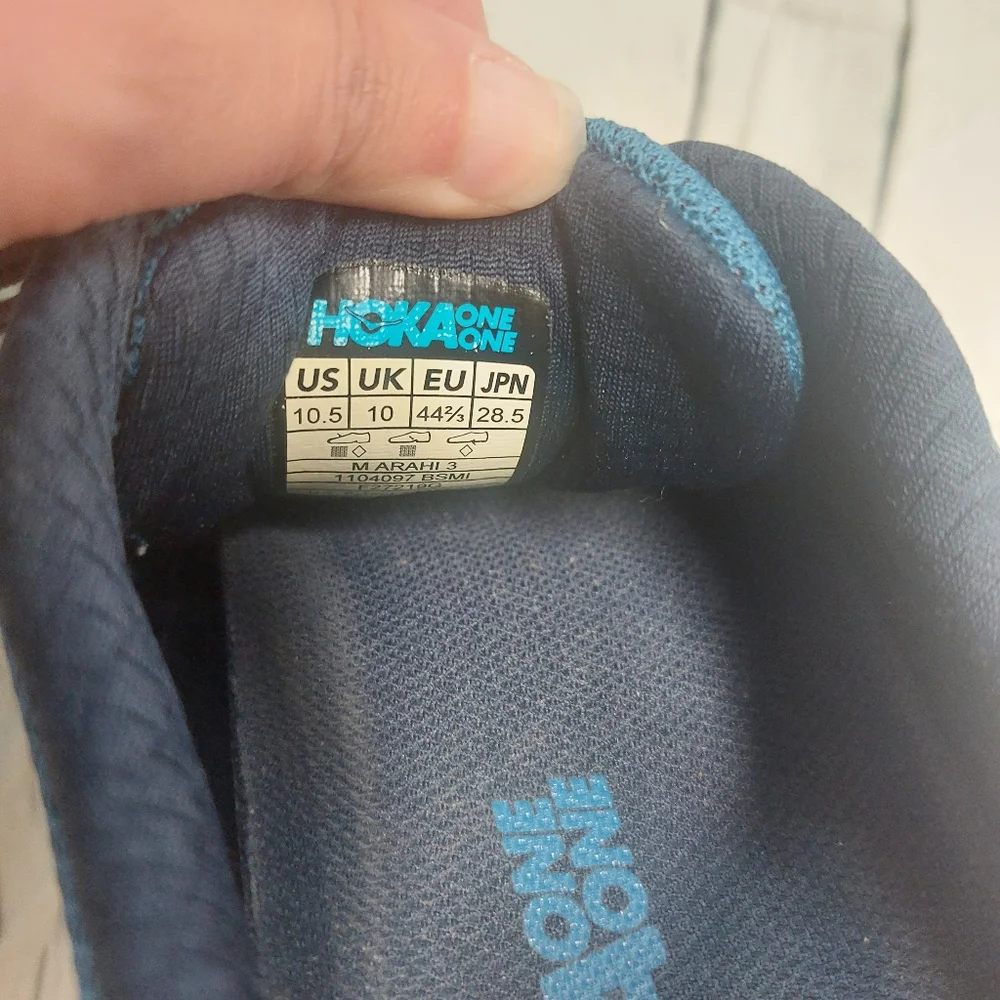 HOKA ONE ONE
US UK EU JPN
10.5 10 44⅔ 28.5
M ARAHI 3
1104097 BSMI
ONE
ONE